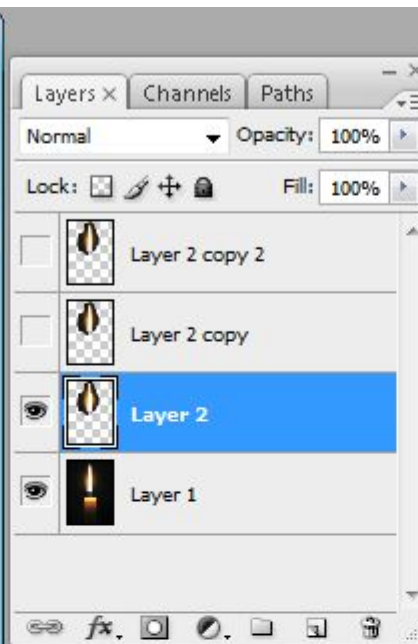 Layers × Channels Paths
Normal Opacity: 100%
Lock: Fill: 100%
Layer 2 copy 2
Layer 2 copy
Layer 2
Layer 1
fx.